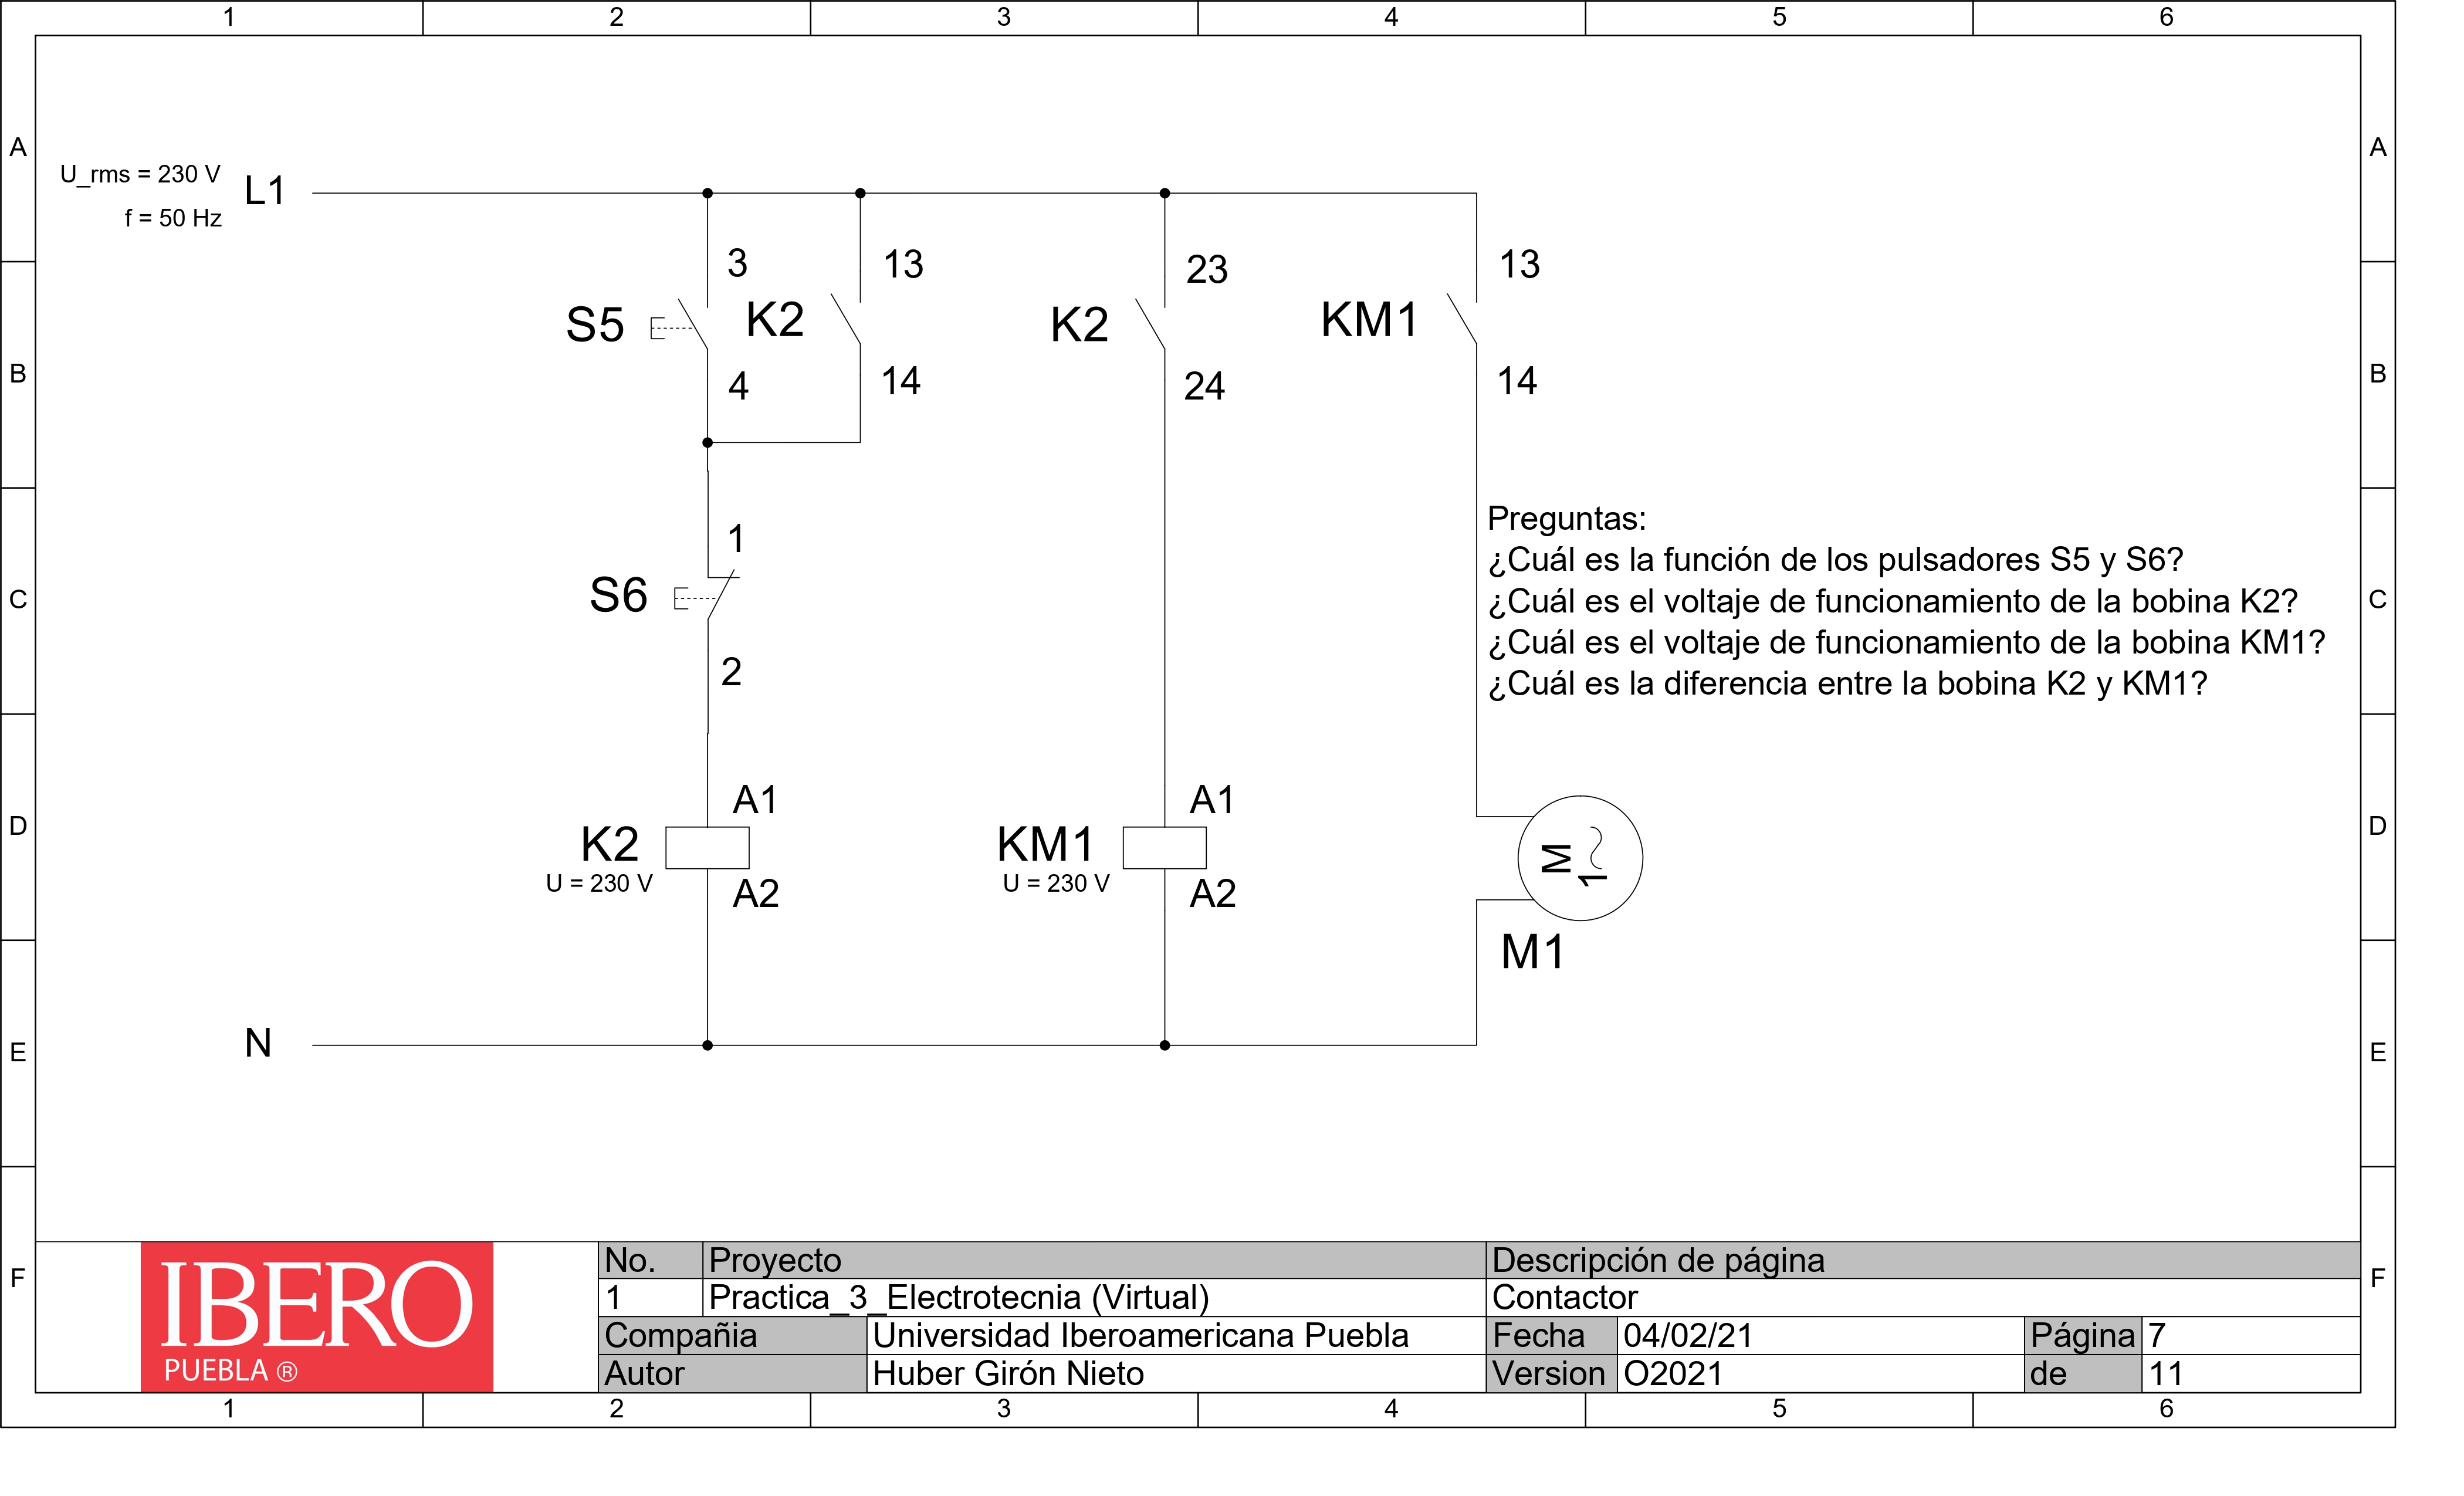 1 2 3 4 5 6
A A
U_rms = 230 V
L1
f = 50 Hz
3 13 23 13
S5 K2 K2 KM1
4 14 24 14
B B
Preguntas:
¿Cuál es la función de los pulsadores S5 y S6?
¿Cuál es el voltaje de funcionamiento de la bobina K2?
¿Cuál es el voltaje de funcionamiento de la bobina KM1?
¿Cuál es la diferencia entre la bobina K2 y KM1?
1
S6
2
C C
A1 A1
K2 KM1
U = 230 V U = 230 V
A2 A2
M
1~
M1
D D
N
E E
IBERO
PUEBLA ®
No. Proyecto Descripción de página
1 Practica_3_Electrotecnia (Virtual) Contactor
Compañia Universidad Iberoamericana Puebla Fecha 04/02/21 Página 7
Autor Huber Girón Nieto Version O2021 de 11
F F
1 2 3 4 5 6